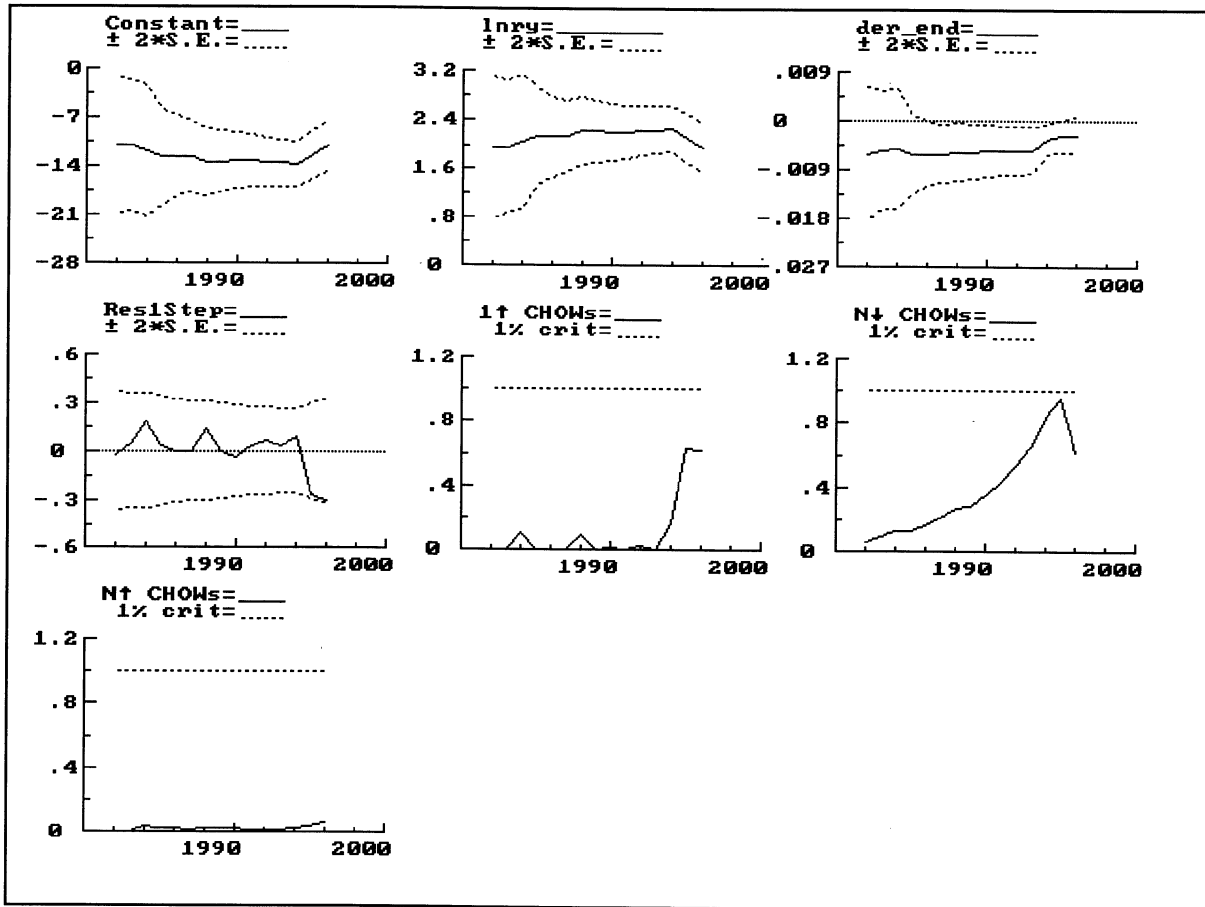 Constant=____
± 2*S.E.=.....
0
-7
-14
-21
-28
1990 2000
lnry=________
± 2*S.E.=.....
3.2
2.4
1.6
.8
0
1990 2000
der_end=_____
± 2*S.E.=.....
.009
0
-.009
-.018
-.027
1990 2000
Res1Step=____
± 2*S.E.=.....
.6
.3
0
-.3
-.6
1990 2000
1↑ CHOWs=____
1% crit=.....
1.2
.8
.4
0
1990 2000
N↓ CHOWs=____
1% crit=.....
1.2
.8
.4
0
1990 2000
N↑ CHOWs=____
1% crit=.....
1.2
.8
.4
0
1990 2000